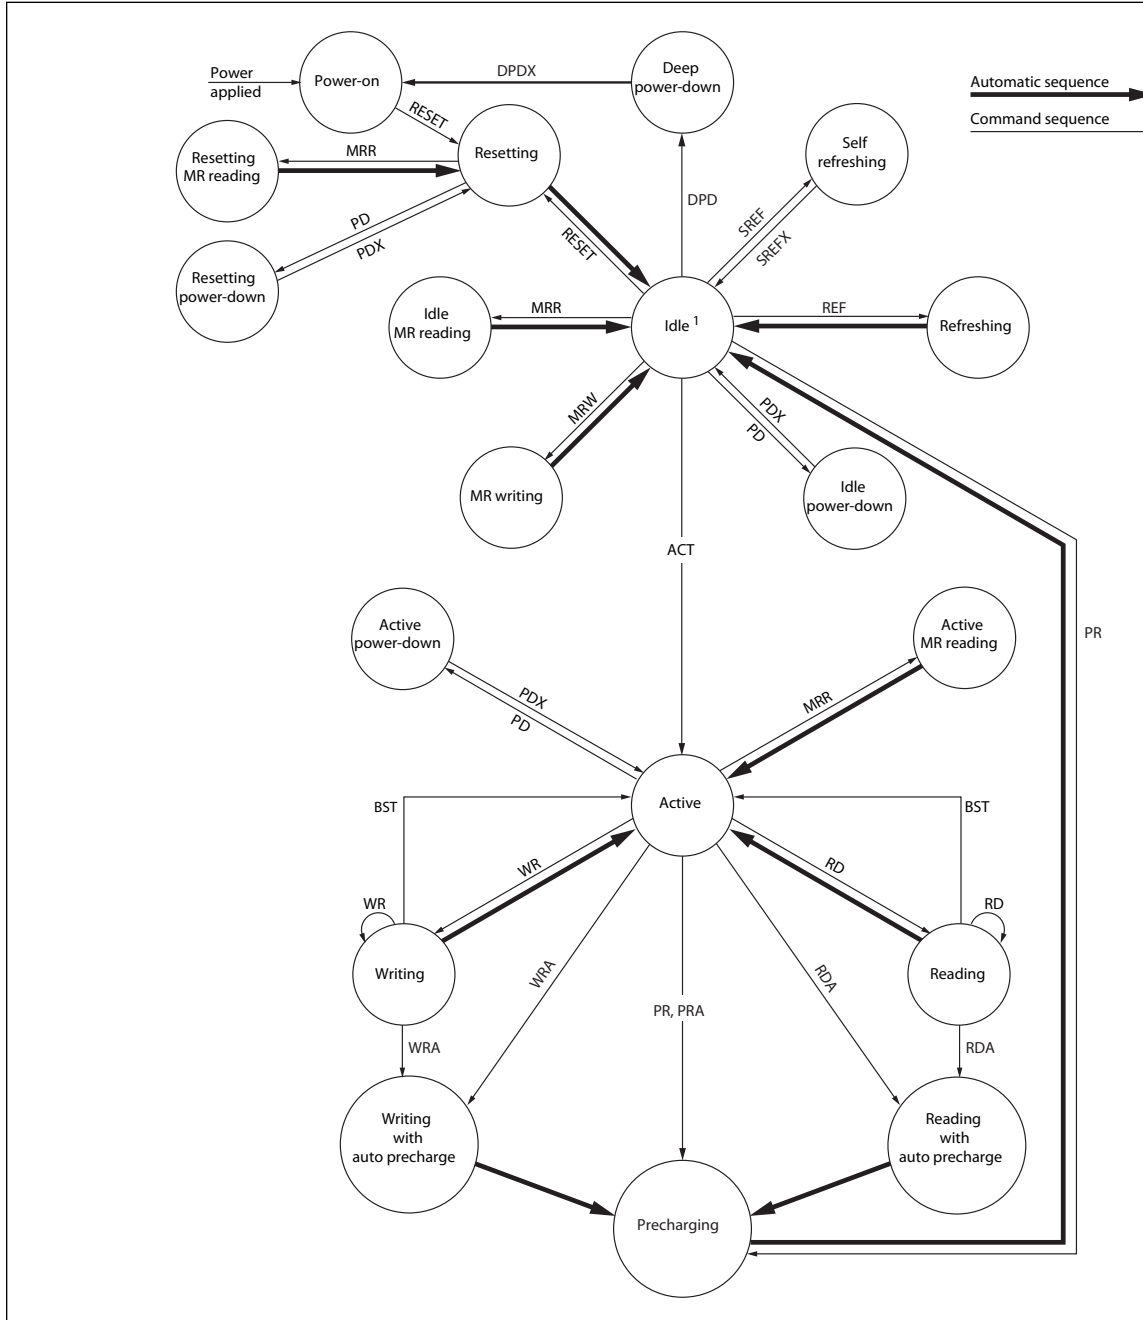 Power
applied
Power-on
DPDX
Deep
power-down
Automatic sequence
Command sequence
RESET
Resetting
MR reading
MRR
Resetting
Self
refreshing
PD
PDX
Resetting
power-down
RESET
DPD
SREF
SREFX
Idle
MR reading
MRR
Idle 1
REF
Refreshing
MRW
PDX
PD
MR writing
Idle
power-down
ACT
Active
power-down
Active
MR reading
PR
PDX
PD
MRR
BST
Active
BST
WR
RD
WR
RD
Writing
WRA
RDA
Reading
PR, PRA
WRA
RDA
Writing
with
auto precharge
Reading
with
auto precharge
Precharging